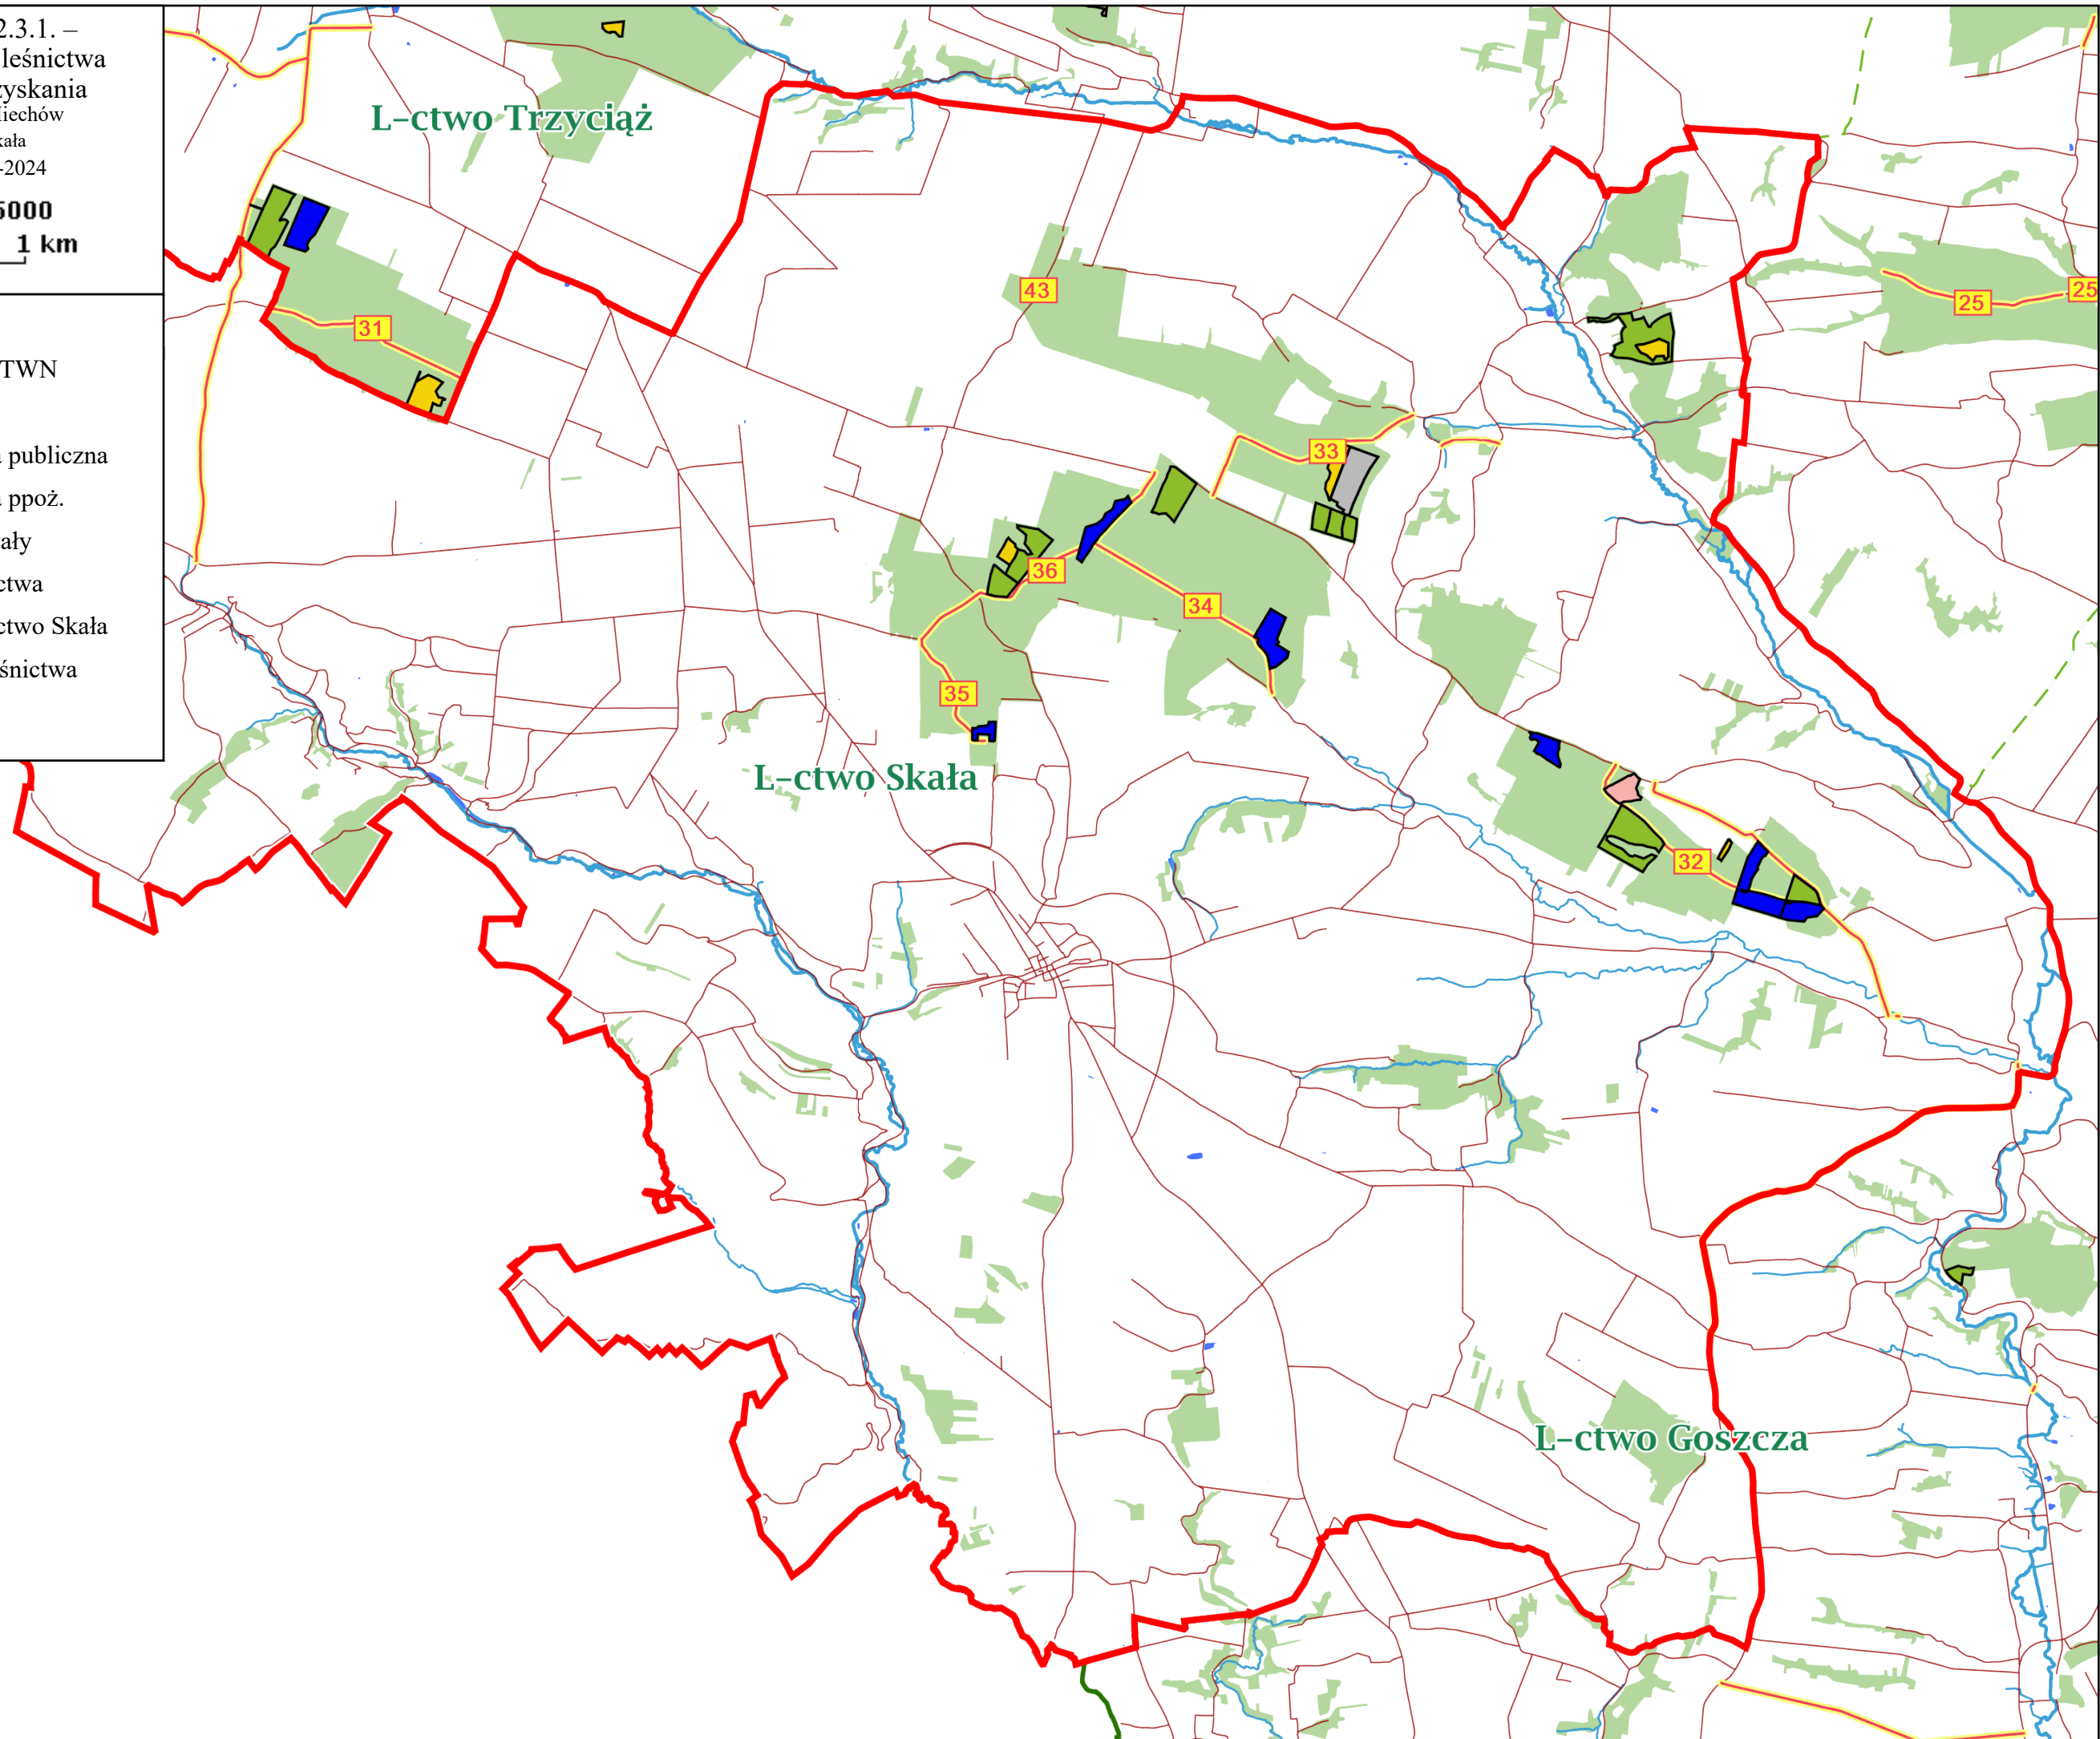 2.3.1. –
leśnictwa
zyskania
Miechów
kała
-2024
5000
1 km
TWN
a publiczna
a ppoż.
ały
ctwa
ctwo Skała
śnictwa
L-ctwo Trzyciąż
43
25
25
31
33
36
34
35
L-ctwo Skała
32
L-ctwo Goszcza